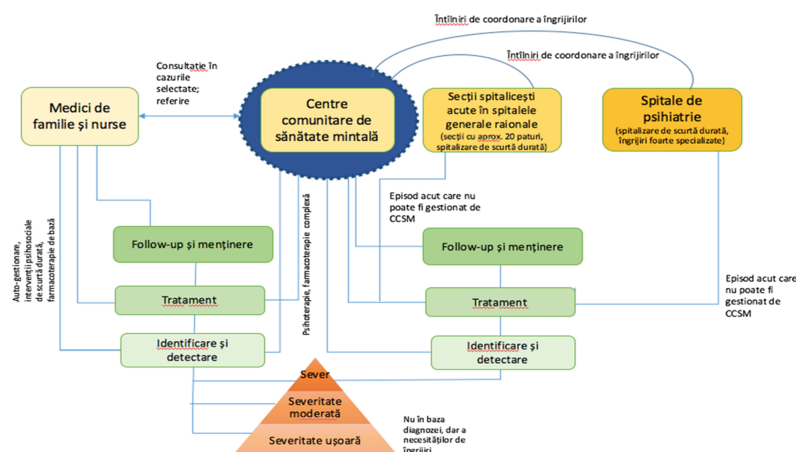 Întîlniri de coordonare a îngrijirilor
Întîlniri de coordonare a îngrijirilor
Consultație în
cazurile
selectate;
referire
Medici de
familie și nurse
Centre
comunitare de
sănătate mintală
Secții spitalicești
acute în spitalele
generale raionale
(secții cu aprox. 20 paturi,
spitalizare de scurtă durată)
Spitale de
psihiatrie
(spitalizare de scurtă durată,
îngrijiri foarte specializate)
Auto-gestionare,
intervenții psihosociale
de scurtă durată,
farmacoterapie de bază
Psihoterapie, farmacoterapie complexă
Episod acut care nu
poate fi gestionat de
CCSM
Episod acut care
nu poate fi
gestionat de
CCSM
Follow-up și menținere
Tratament
Identificare și
detectare
Follow-up și menținere
Tratament
Identificare și
detectare
Sever
Severitate
moderată
Severitate ușoară
Nu în baza
diagnozei, dar a
necesităților de
îngrijiri